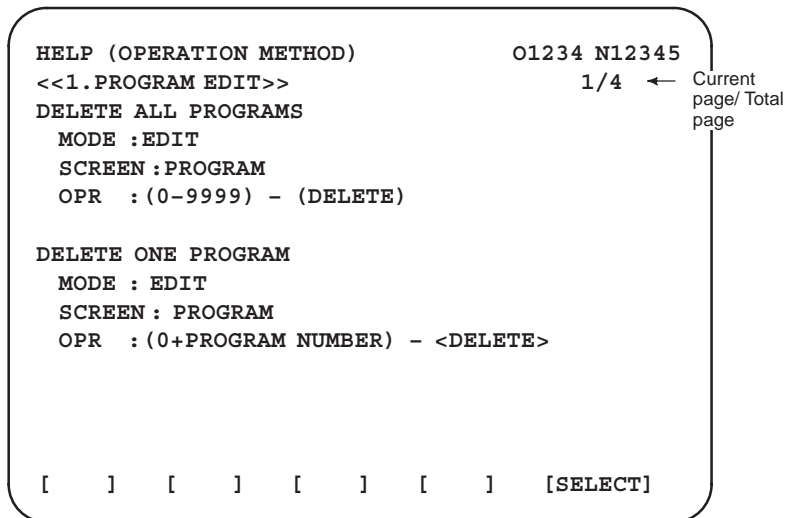 HELP (OPERATION METHOD) O1234 N12345
<<1.PROGRAM EDIT>> 1/4 ← Current page/ Total page
DELETE ALL PROGRAMS
MODE :EDIT
SCREEN :PROGRAM
OPR :(0–9999) – (DELETE)
DELETE ONE PROGRAM
MODE : EDIT
SCREEN : PROGRAM
OPR :(0+PROGRAM NUMBER) – <DELETE>
[ ] [ ] [ ] [ ] [SELECT]